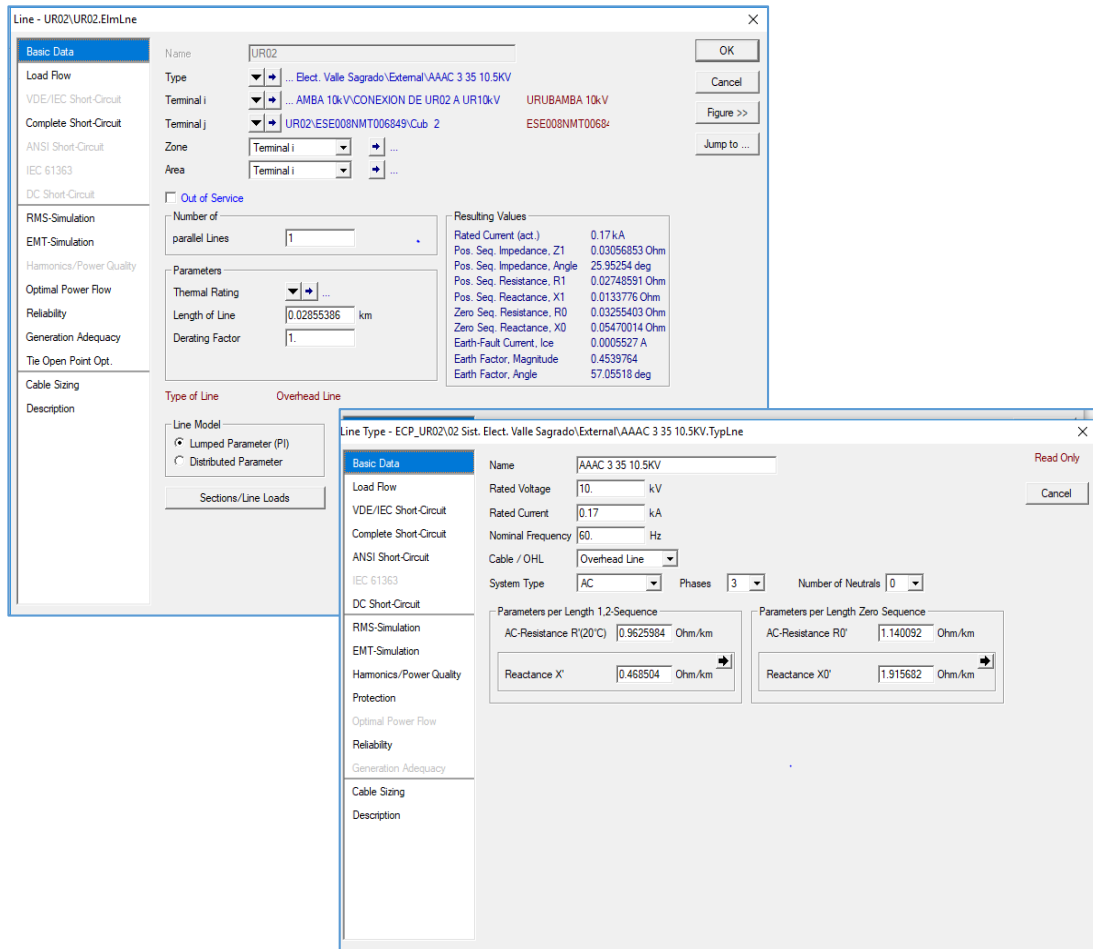 Line - UR02\UR02.ElmLne
Basic Data
Load Flow
VDE/IEC Short-Circuit
Complete Short-Circuit
ANSI Short-Circuit
IEC 61363
DC Short-Circuit
RMS-Simulation
EMT-Simulation
Harmonics/Power Quality
Optimal Power Flow
Reliability
Generation Adequacy
Tie Open Point Opt.
Cable Sizing
Description
Name UR02
Type ... Elect. Valle Sagrado\External\AAAC 3 35 10.5KV
Terminal i ... AMBA 10kV\CONEXION DE UR02 A UR10kV URUBAMBA 10kV
Terminal j UR02\ESE008NMT006849\Cub 2 ESE008NMT0068
Zone Terminal i ...
Area Terminal i ...
Out of Service
Number of
parallel Lines 1
Parameters
Thermal Rating ...
Length of Line 0.02855386 km
Derating Factor 1.
Resulting Values
Rated Current (act.) 0.17 kA
Pos. Seq. Impedance, Z1 0.03056853 Ohm
Pos. Seq. Impedance, Angle 25.95254 deg
Pos. Seq. Resistance, R1 0.02748591 Ohm
Pos. Seq. Reactance, X1 0.0133776 Ohm
Zero Seq. Resistance, R0 0.03255403 Ohm
Zero Seq. Reactance, X0 0.05470014 Ohm
Earth-Fault Current, Ice 0.0005527 A
Earth Factor, Magnitude 0.4539764
Earth Factor, Angle 57.05518 deg
Type of Line Overhead Line
Line Model
Lumped Parameter (PI)
Distributed Parameter
Sections/Line Loads
OK
Cancel
Figure >>
Jump to ...
Line Type - ECP_UR02\02 Sist. Elect. Valle Sagrado\External\AAAC 3 35 10.5KV.TypLne
Basic Data
Load Flow
VDE/IEC Short-Circuit
Complete Short-Circuit
ANSI Short-Circuit
IEC 61363
DC Short-Circuit
RMS-Simulation
EMT-Simulation
Harmonics/Power Quality
Protection
Optimal Power Flow
Reliability
Generation Adequacy
Cable Sizing
Description
Name AAAC 3 35 10.5KV
Rated Voltage 10. kV
Rated Current 0.17 kA
Nominal Frequency 60. Hz
Cable / OHL Overhead Line
System Type AC Phases 3 Number of Neutrals 0
Parameters per Length 1,2-Sequence
AC-Resistance R'(20°C) 0.9625984 Ohm/km
Reactance X' 0.468504 Ohm/km
Parameters per Length Zero Sequence
AC-Resistance R0' 1.140092 Ohm/km
Reactance X0' 1.915682 Ohm/km
Read Only
Cancel